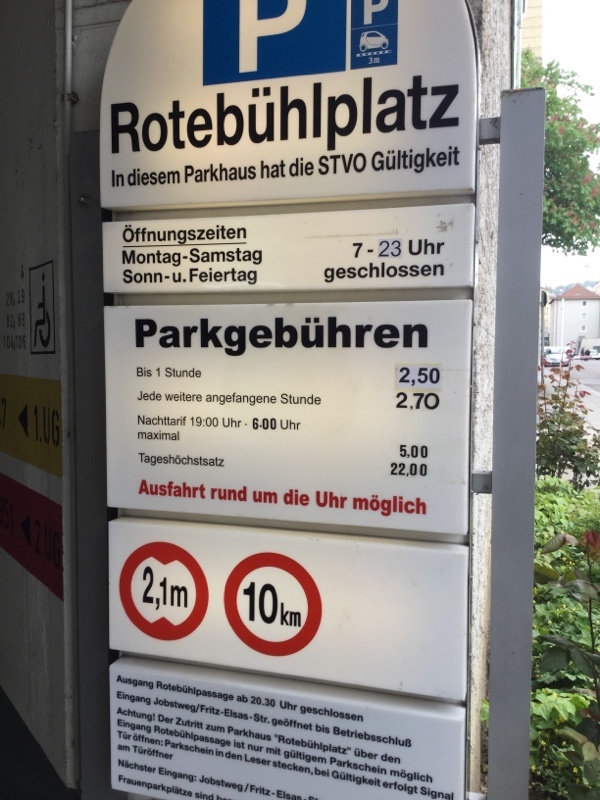 P
P
3m
Rotebühlplatz
In diesem Parkhaus hat die STVO Gültigkeit
Öffnungszeiten
Montag-Samstag 7-23 Uhr
Sonn-u.Feiertag geschlossen
Parkgebühren
Bis 1 Stunde 2,50
Jede weitere angefangene Stunde 2,70
Nachttarif 19:00 Uhr - 6.00 Uhr
maximal 5.00
Tageshöchstsatz 22,00
Ausfahrt rund um die Uhr möglich
2,1m 10km
Ausgang Rotebühlpassage ab 20.30 Uhr geschlossen
Eingang Jobstweg/Fritz-Elsas-Str. geöffnet bis Betriebsschluß
Achtung! Der Zutritt zum Parkhaus "Rotebühlplatz" über den
Eingang Rotebühlpassage ist nur mit gültigem Parkschein möglich
Tür öffnen: Parkschein in den Leser stecken, bei Gültigkeit erfolgt Signal
am Türöffner
Nächster Eingang: Jobstweg/Fritz-Elsas-Str.
Frauenparkplätze sind
1.UG
2.UG